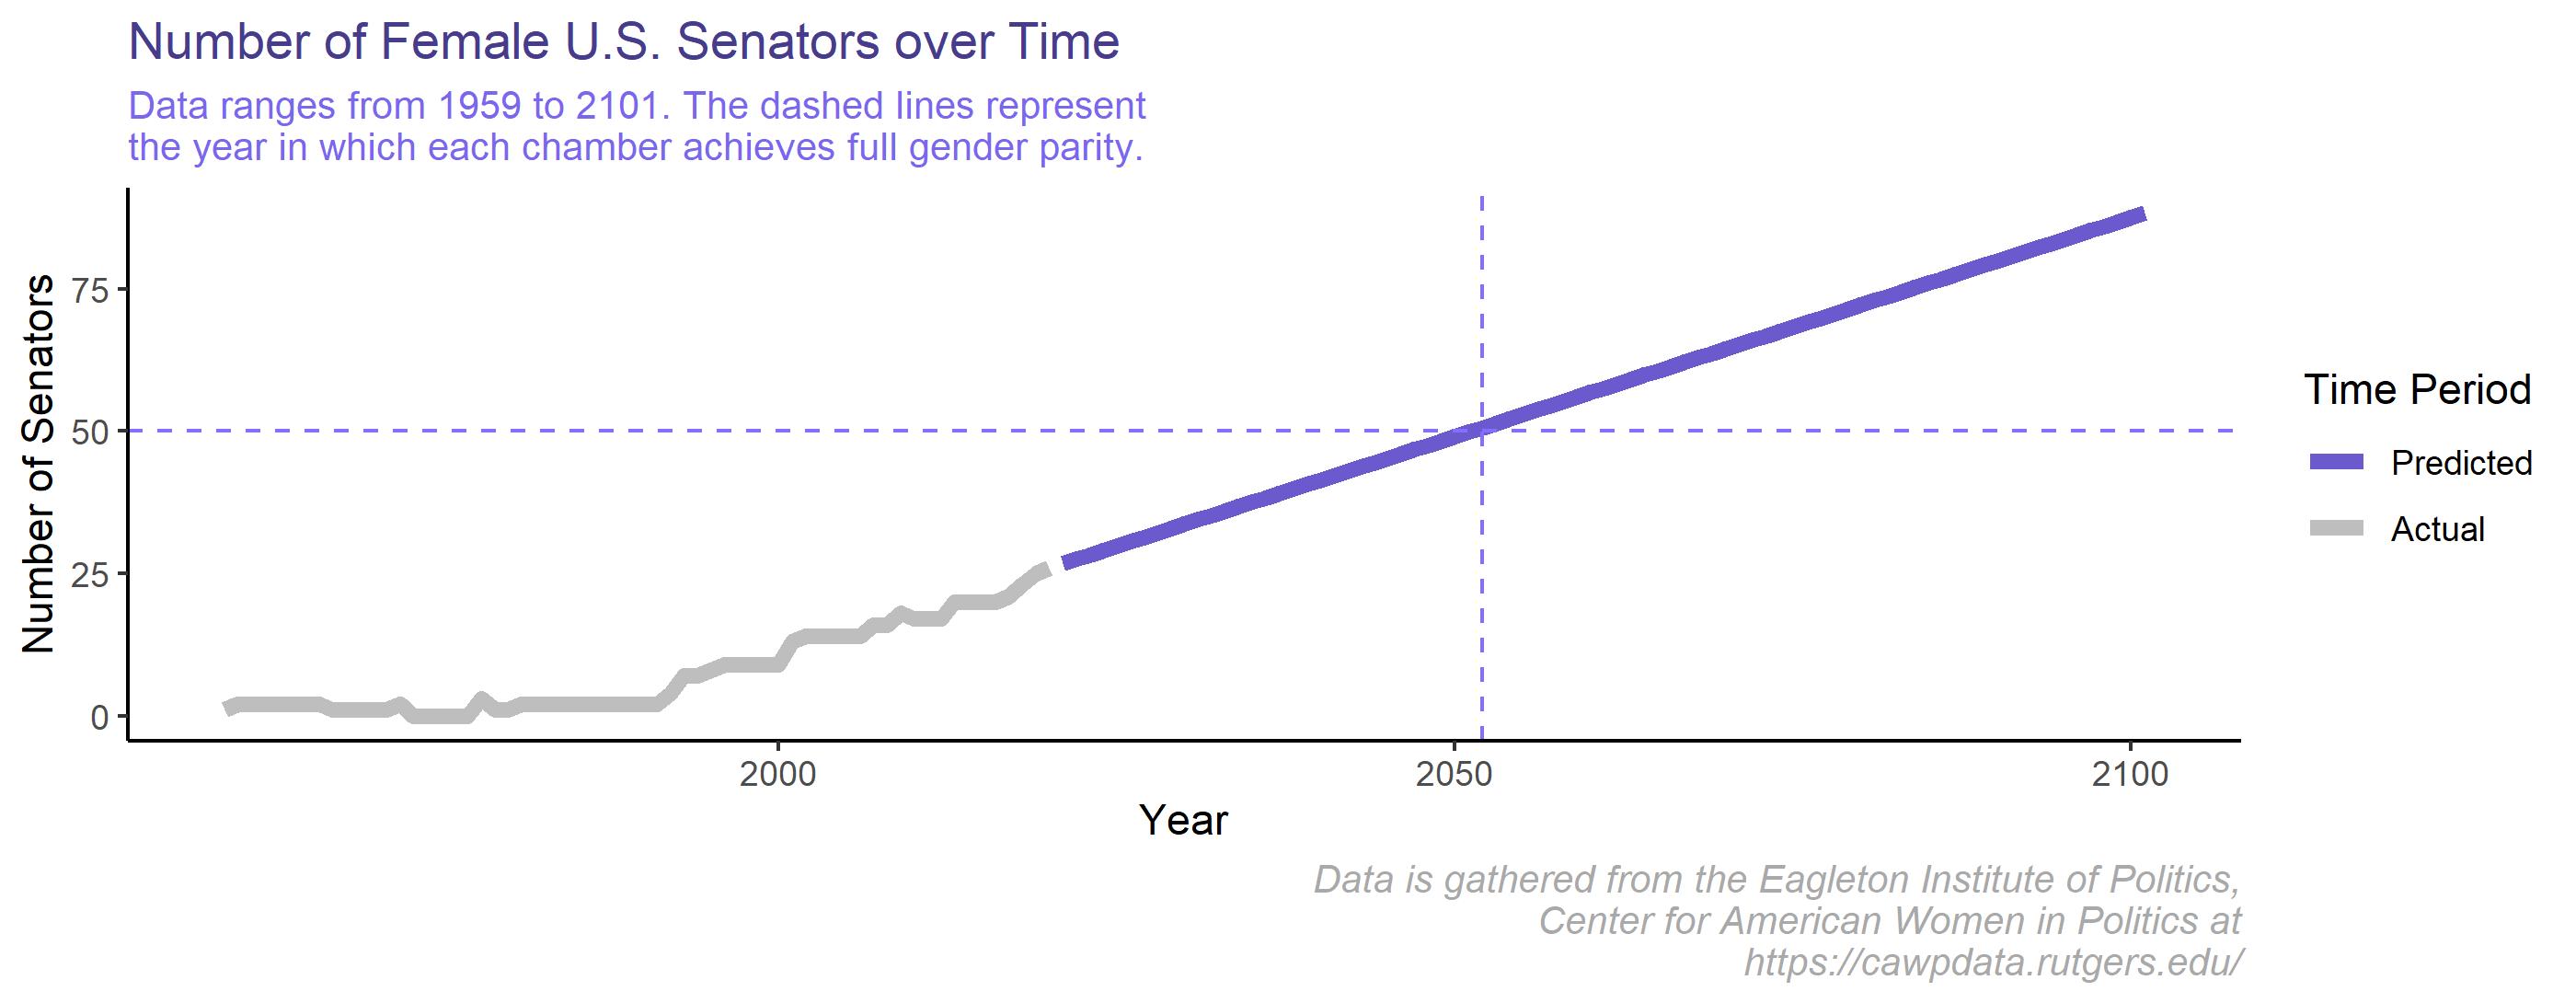 Number of Female U.S. Senators over Time
Data ranges from 1959 to 2101. The dashed lines represent
the year in which each chamber achieves full gender parity.
Number of Senators
75
50
25
0
2000
2050
2100
Year
Time Period
Predicted
Actual
Data is gathered from the Eagleton Institute of Politics,
Center for American Women in Politics at
https://cawpdata.rutgers.edu/